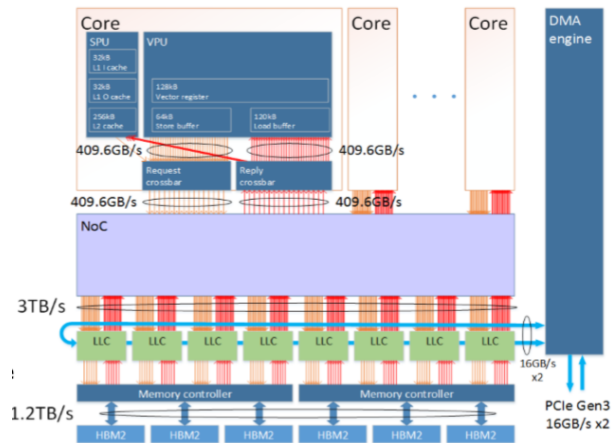 Core
Core
Core
DMA
engine
SPU
VPU
32kB
L1 I cache
32kB
L1 O cache
256kB
L2 cache
128kB
Vector register
64kB
Store buffer
120kB
Load buffer
409.6GB/s
409.6GB/s
Request
crossbar
Reply
crossbar
409.6GB/s
409.6GB/s
NoC
3TB/s
LLC
LLC
LLC
LLC
LLC
LLC
LLC
LLC
16GB/s
x2
Memory controller
Memory controller
PCIe Gen3
16GB/s x2
1.2TB/s
HBM2
HBM2
HBM2
HBM2
HBM2
HBM2